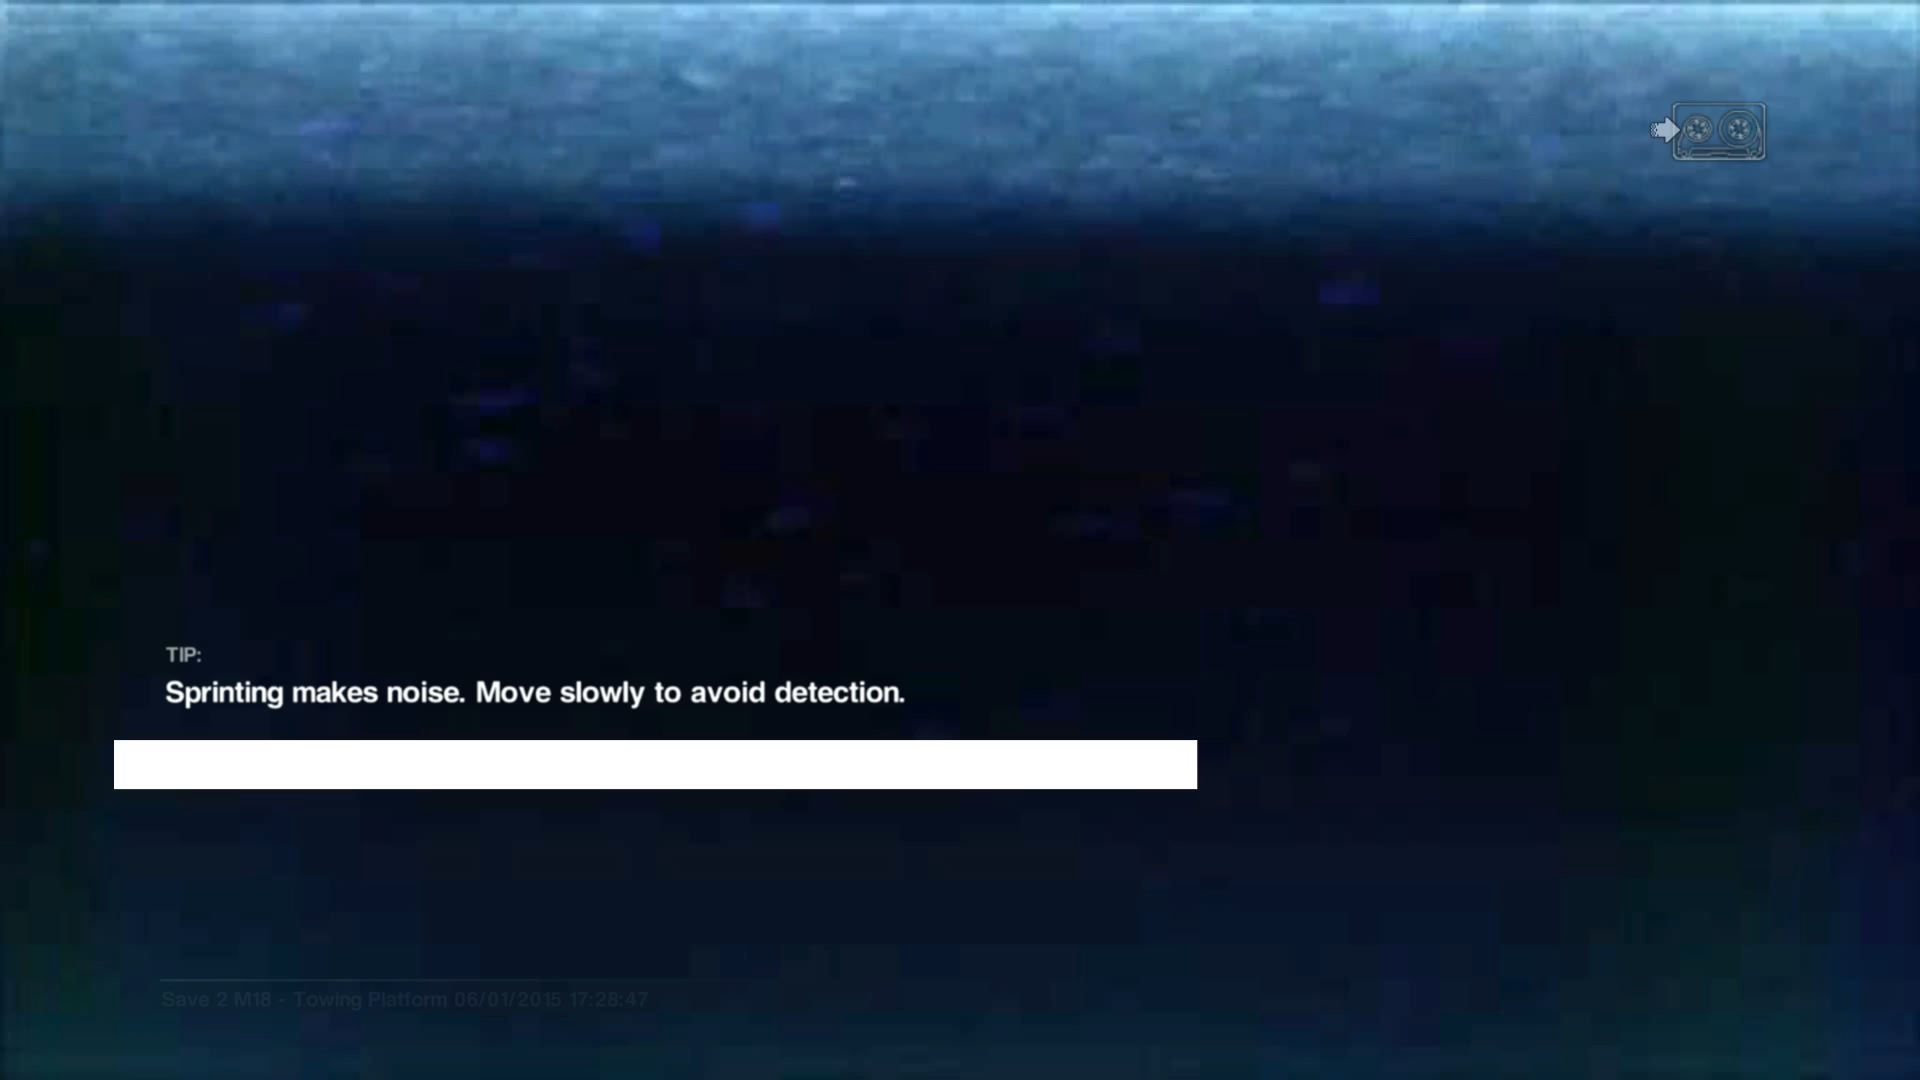 TIP:
Sprinting makes noise. Move slowly to avoid detection.
Save 2 M18 - Towing Platform 06/01/2015 17:28:47